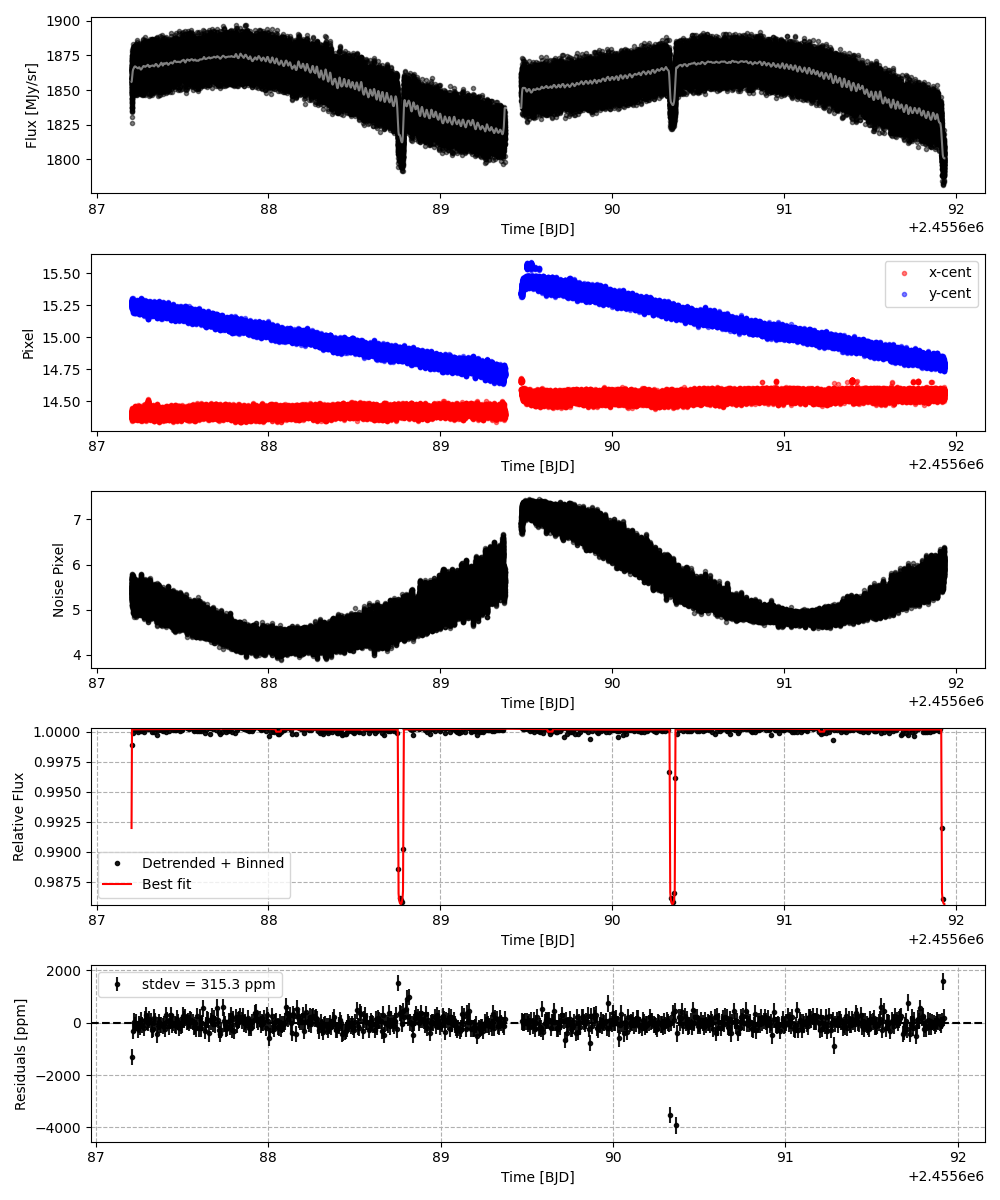 1900
1875
1850
1825
1800
Flux [MJy/sr]
87 88 89 90 91 92
Time [BJD]
+2.4556e6
15.50
15.25
15.00
14.75
14.50
Pixel
x-cent
y-cent
87 88 89 90 91 92
Time [BJD]
+2.4556e6
7
6
5
4
Noise Pixel
87 88 89 90 91 92
Time [BJD]
+2.4556e6
1.0000
0.9975
0.9950
0.9925
0.9900
0.9875
Relative Flux
Detrended + Binned
Best fit
87 88 89 90 91 92
Time [BJD]
+2.4556e6
2000
0
−2000
−4000
Residuals [ppm]
stdev = 315.3 ppm
87 88 89 90 91 92
Time [BJD]
+2.4556e6